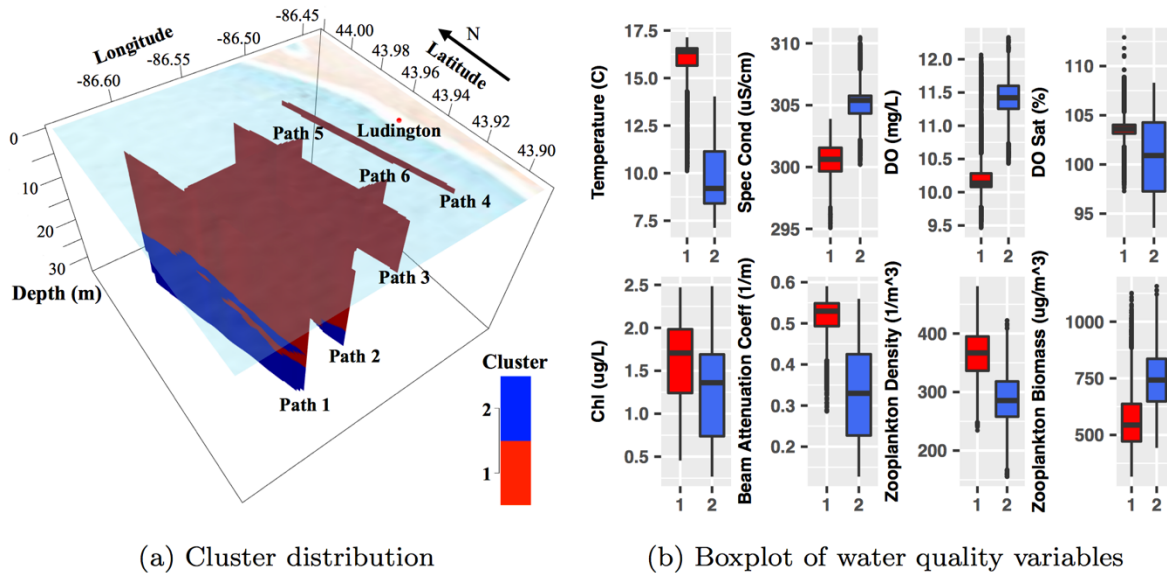 -86.45
-86.50
-86.55
-86.60
Longitude
44.00
43.98
43.96
43.94
43.92
43.90
Latitude
N
0
10
20
30
Depth (m)
Path 5
Ludington
Path 6
Path 4
Path 3
Path 2
Path 1
Cluster
2
1
(a) Cluster distribution
Temperature (C)
17.5
15.0
12.5
10.0
7.5
1 2
Spec Cond (uS/cm)
310
305
300
295
1 2
DO (mg/L)
12.0
11.5
11.0
10.5
10.0
9.5
1 2
DO Sat (%)
110
105
100
95
1 2
Chl (ug/L)
2.5
2.0
1.5
1.0
0.5
1 2
Beam Attenuation Coeff (1/m)
0.6
0.5
0.4
0.3
0.2
1 2
Zooplankton Density (1/m^3)
400
300
200
1 2
Zooplankton Biomass (ug/m^3)
1000
750
500
1 2
(b) Boxplot of water quality variables